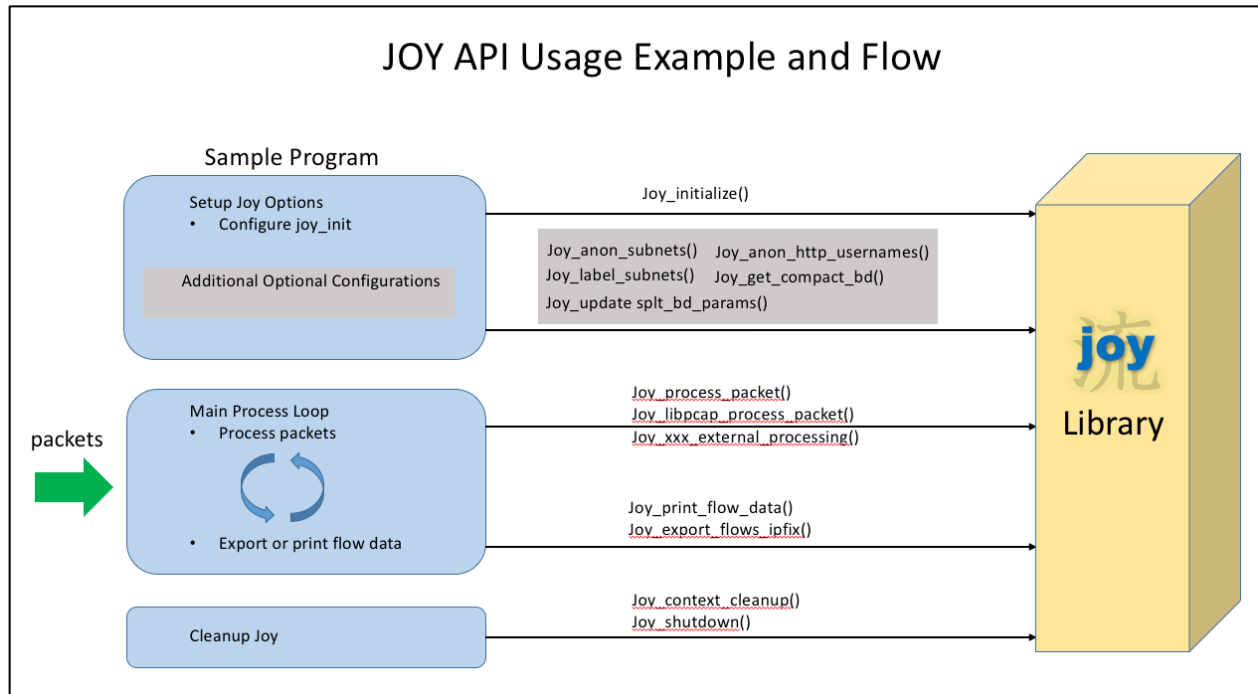 JOY API Usage Example and Flow
Sample Program
Setup Joy Options
• Configure joy_init
Additional Optional Configurations
Joy_initialize()
Joy_anon_subnets() Joy_anon_http_usernames()
Joy_label_subnets() Joy_get_compact_bd()
Joy_update splt_bd_params()
packets
Main Process Loop
• Process packets
• Export or print flow data
Joy_process_packet()
Joy_libpcap_process_packet()
Joy_xxx_external_processing()
Joy_print_flow_data()
Joy_export_flows_ipfix()
Cleanup Joy
Joy_context_cleanup()
Joy_shutdown()
流
joy
Library